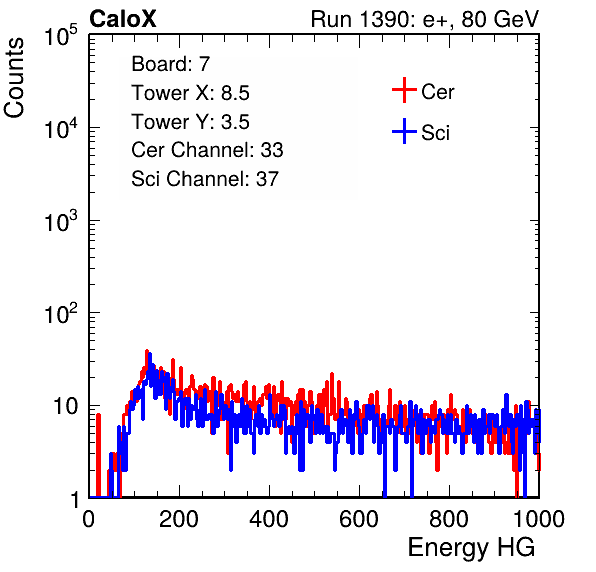 CaloX Run 1390: e+, 80 GeV
Counts
Board: 7
Tower X: 8.5
Tower Y: 3.5
Cer Channel: 33
Sci Channel: 37
Cer
Sci
10^5
10^4
10^3
10^2
10
1
0 200 400 600 800 1000
Energy HG